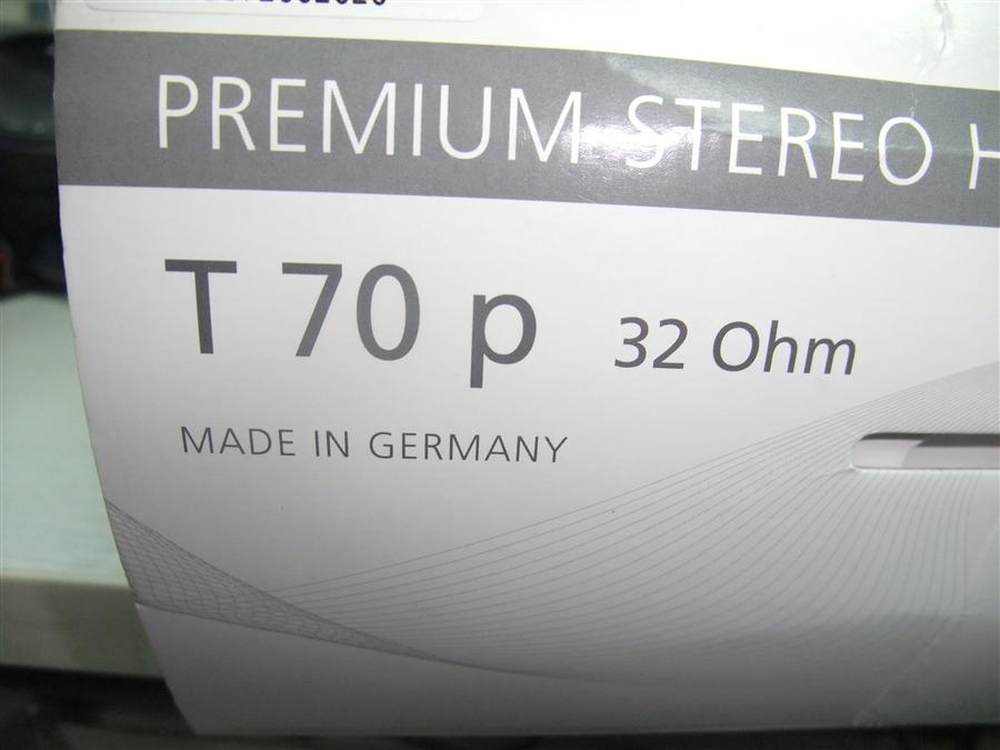 PREMIUM STEREO H
T 70 p 32 Ohm
MADE IN GERMANY